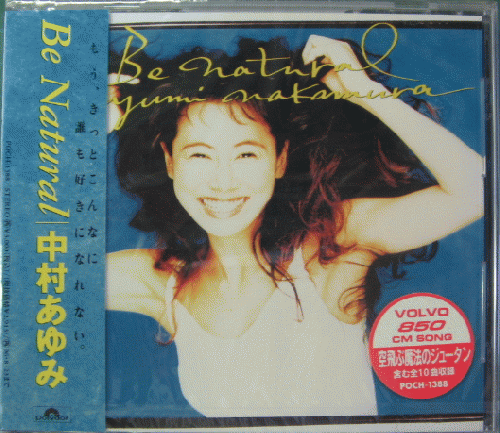 Be Natural | 中村あゆみ
もう、きっとこんなに
誰も好きになれない。
polydor
Be natural
ayumi nakamura
VOLVO
850
CM SONG
空飛ぶ魔法のジュータン
含む全10曲収録
POCH-1388